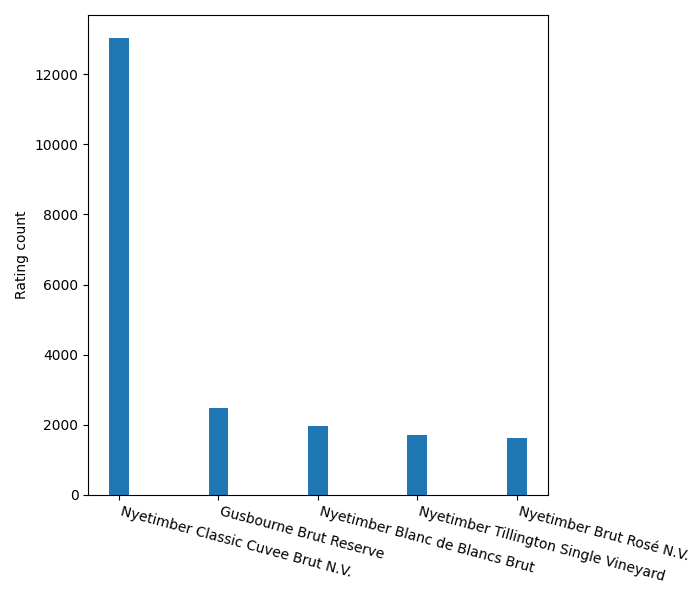 Rating count
12000
10000
8000
6000
4000
2000
0
Nyetimber Classic Cuvee Brut N.V.
Gusbourne Brut Reserve
Nyetimber Blanc de Blancs Brut
Nyetimber Tillington Single Vineyard
Nyetimber Brut Rosé N.V.